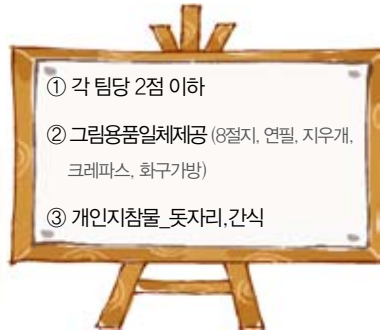 ① 각 팀당 2점 이하
② 그림용품일체제공 (8절지, 연필, 지우개,
크레파스, 화구가방)
③ 개인지참물_돗자리,간식